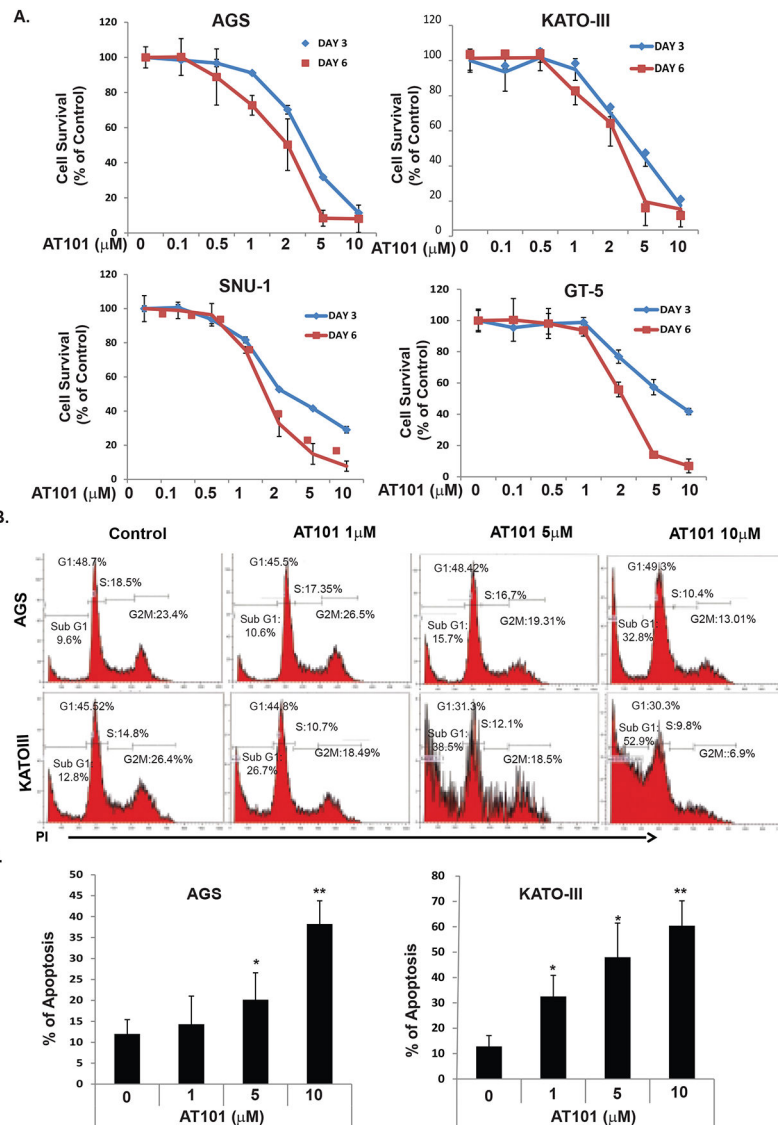 A.
AGS
KATO-III
DAY 3
DAY 6
DAY 3
DAY 6
Cell Survival
(% of Control)
120
100
80
60
40
20
0
Cell Survival
(% of Control)
120
100
80
60
40
20
0
AT101 (μM) 0 0.1 0.5 1 2 5 10
AT101 (μM) 0 0.1 0.5 1 2 5 10
SNU-1
GT-5
DAY 3
DAY 6
DAY 3
DAY 6
Cell Survival
(% of Control)
120
100
80
60
40
20
0
Cell Survival
(% of Control)
120
100
80
60
40
20
0
AT101 (μM) 0 0.1 0.5 1 2 5 10
AT101 (μM) 0 0.1 0.5 1 2 5 10
B.
Control AT101 1μM AT101 5μM AT101 10μM
AGS
G1:48.7%
S:18.5%
G2M:23.4%
Sub G1
9.6%
G1:45.5%
S:17.35%
G2M:26.5%
Sub G1:
10.6%
G1:48.42%
S:16.7%
G2M:19.31%
Sub G1:
15.7%
G1:49.3%
S:10.4%
G2M:13.01%
Sub G1:
32.8%
KATOIII
G1:45.52
S:14.8%
G2M:26.4%%
Sub G1:
12.8%
G1:44.8%
S:10.7%
G2M:18.49%
Sub G1:
26.7%
G1:31.3%
S:12.1%
G2M:18.5%
Sub G1:
38.5%
G1:30.3%
S:9.8%
G2M::6.9%
Sub G1:
52.9%
PI
AGS
% of Apoptosis
50
45
40
35
30
25
20
15
10
5
0
*
**
0 1 5 10
AT101 (μM)
KATO-III
% of Apoptosis
80
70
60
50
40
30
20
10
0
*
*
**
0 1 5 10
AT101 (μM)